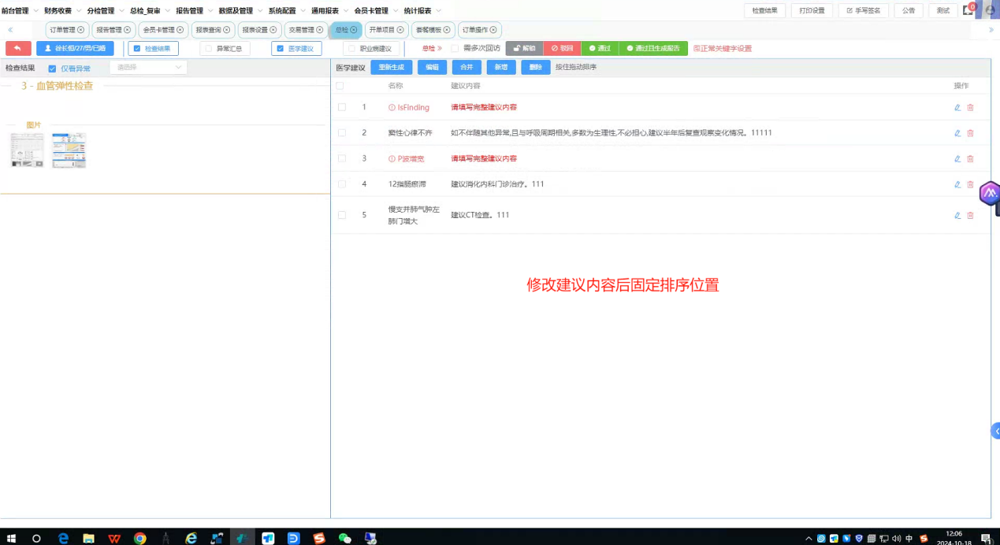 前台管理 财务收费 分检管理 总检_复审 报告管理 数据及管理 系统配置 通用报表 会员卡管理 统计报表 检查结果 打印设置 手写签名 公告 测试 0
订单管理 报告管理 会员卡管理 报表查询 报表设置 交易管理 总检 开单项目 套餐模板 订单操作
检查结果 异常汇总 医学建议 职业病建议 总检 需多次回访 解锁 驳回 通过 通过且生成报告 正常关键字设置
检查结果 仅看异常 请选择 医学建议 重新生成 编辑 合并 新增 删除 按住拖动排序
3 - 血管弹性检查
图片
名称 建议内容 操作
1 IsFinding 请填写完整建议内容
2 窦性心律不齐 如不伴随其他异常,且与呼吸周期相关,多数为生理性,不必担心,建议半年后复查观察变化情况。11111
3 P波增宽 请填写完整建议内容
4 12指肠瘀滞 建议消化内科门诊治疗。111
5 慢支并肺气肿左
肺门增大 建议CT检查。111
修改建议内容后固定排序位置
中 12:06
2024-10-18